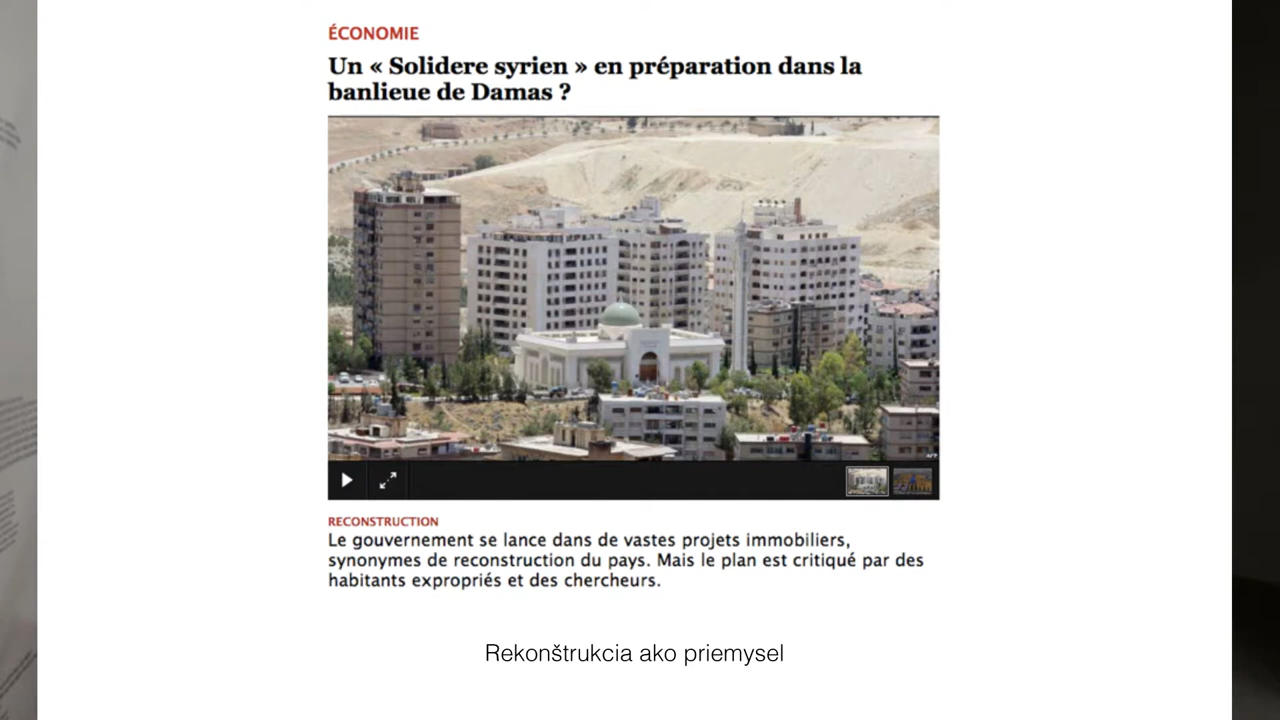 ÉCONOMIE
Un « Solidere syrien » en préparation dans la
banlieue de Damas ?
AFP
RECONSTRUCTION
Le gouvernement se lance dans de vastes projets immobiliers,
synonymes de reconstruction du pays. Mais le plan est critiqué par des
habitants expropriés et des chercheurs.
Rekonštrukcia ako priemysel